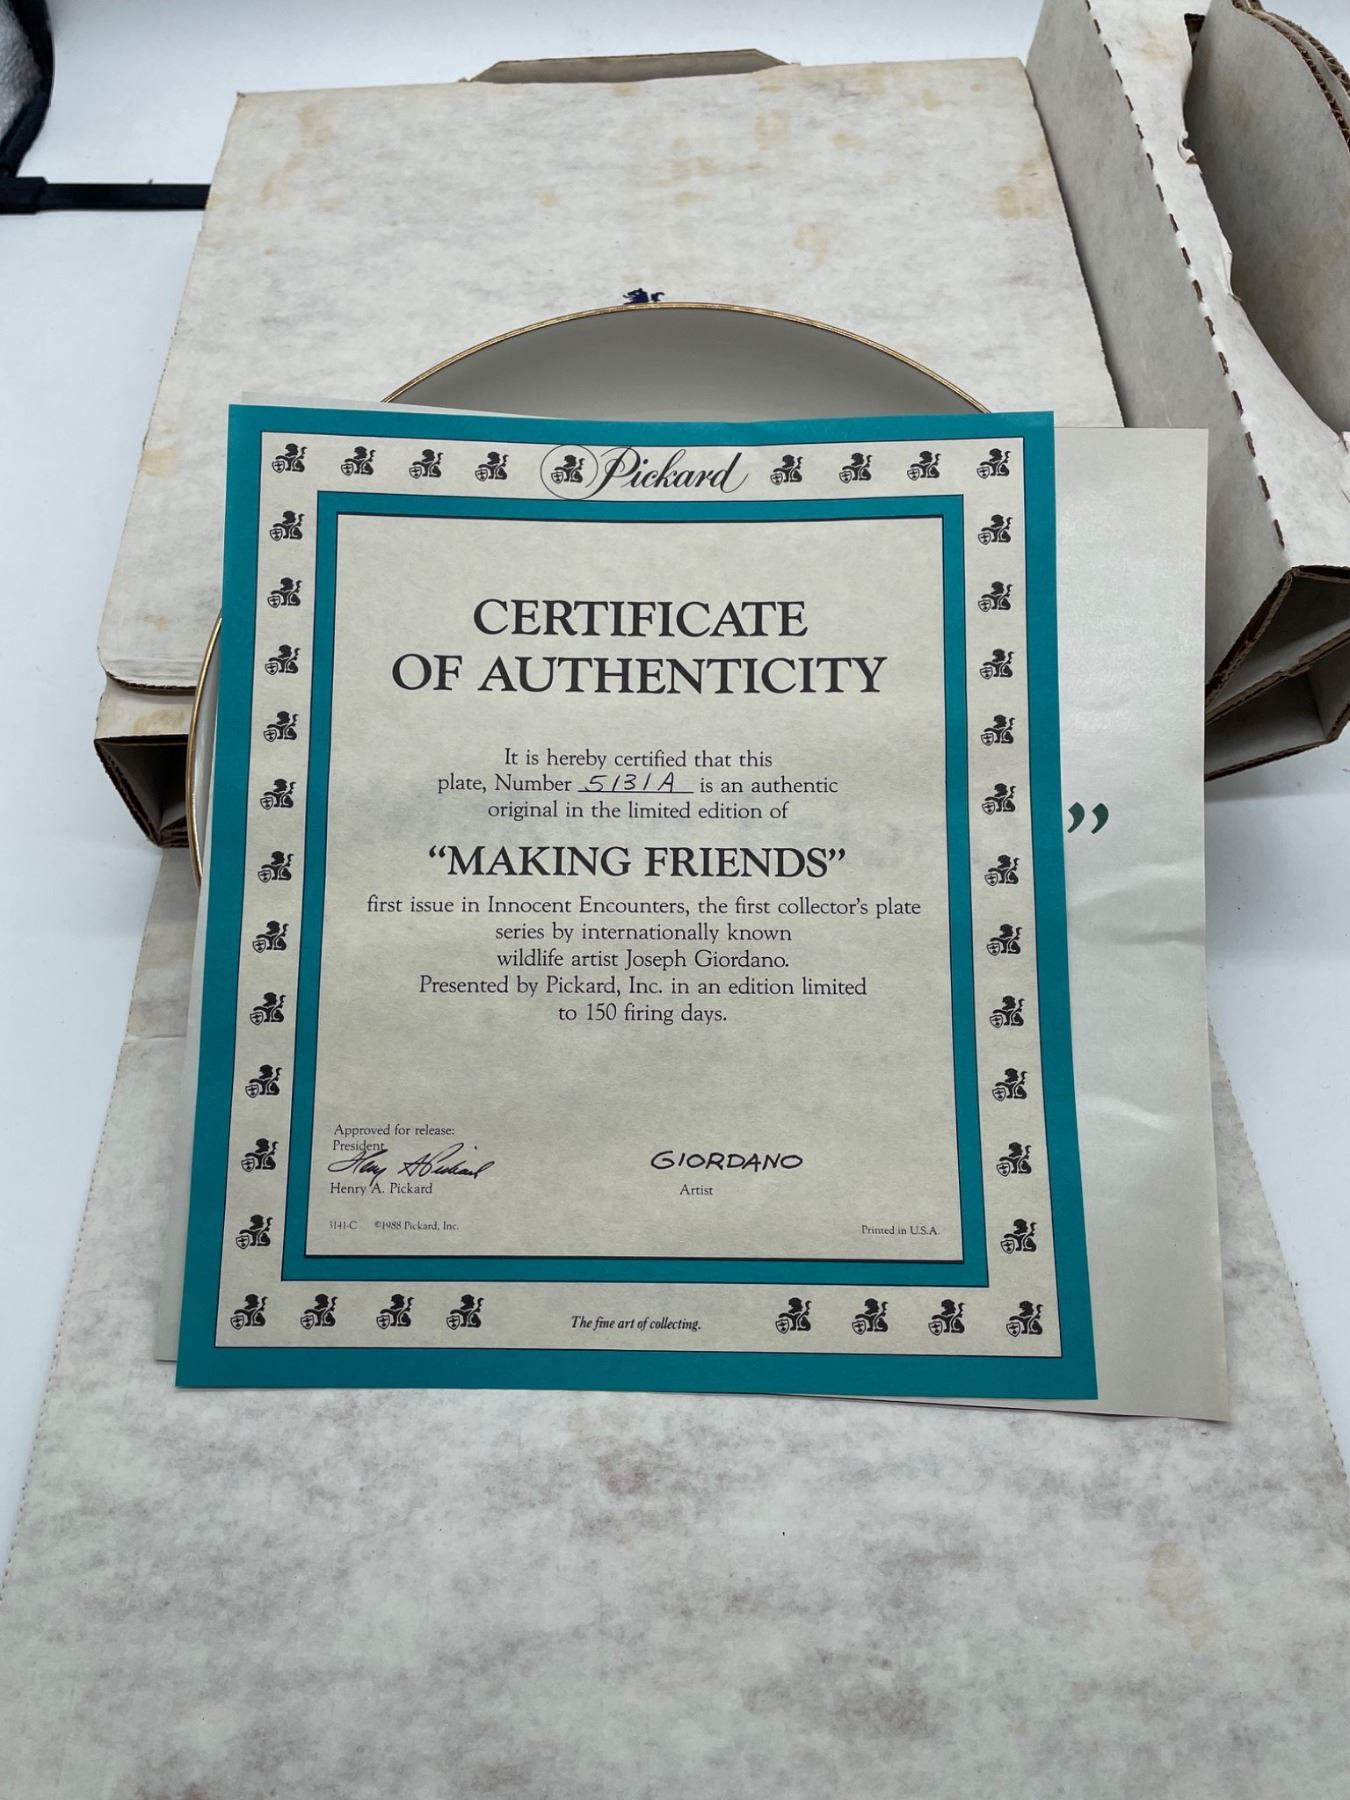 Pickard
CERTIFICATE
OF AUTHENTICITY
It is hereby certified that this
plate, Number 5131A is an authentic
original in the limited edition of
“MAKING FRIENDS”
first issue in Innocent Encounters, the first collector's plate
series by internationally known
wildlife artist Joseph Giordano.
Presented by Pickard, Inc. in an edition limited
to 150 firing days.
Approved for release:
President
Henry A. Pickard
Henry A. Pickard
GIORDANO
Artist
5141-C ©1988 Pickard, Inc.
Printed in U.S.A.
The fine art of collecting.
”